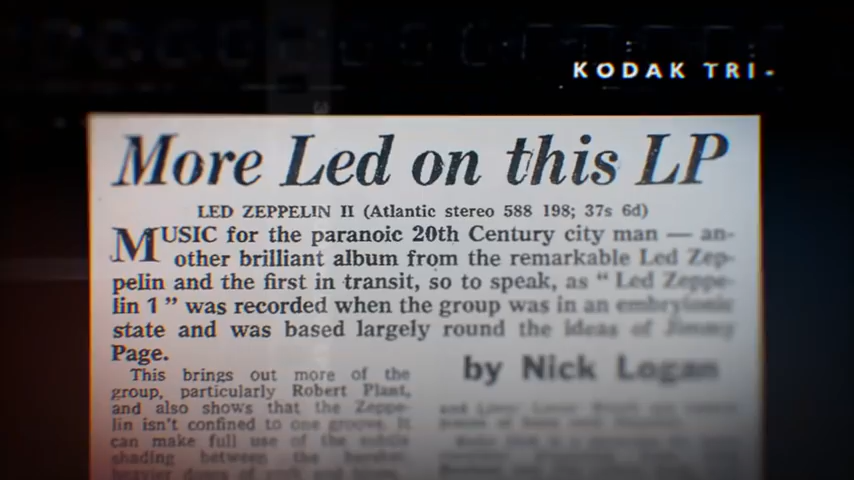 KODAK TRI-
More Led on this LP
LED ZEPPELIN II (Atlantic stereo 588 198; 37s 6d)
MUSIC for the paranoic 20th Century city man — an-
other brilliant album from the remarkable Led Zep-
pelin and the first in transit, so to speak, as “ Led Zeppe-
lin 1 ” was recorded when the group was in an embryionic
state and was based largely round the ideas of Jimmy
Page.
by Nick Logan
This brings out more of the
group, particularly Robert Plant,
and also shows that the Zeppe-
lin isn't confined to one groove. It
can make full use of the subtle
shading between the